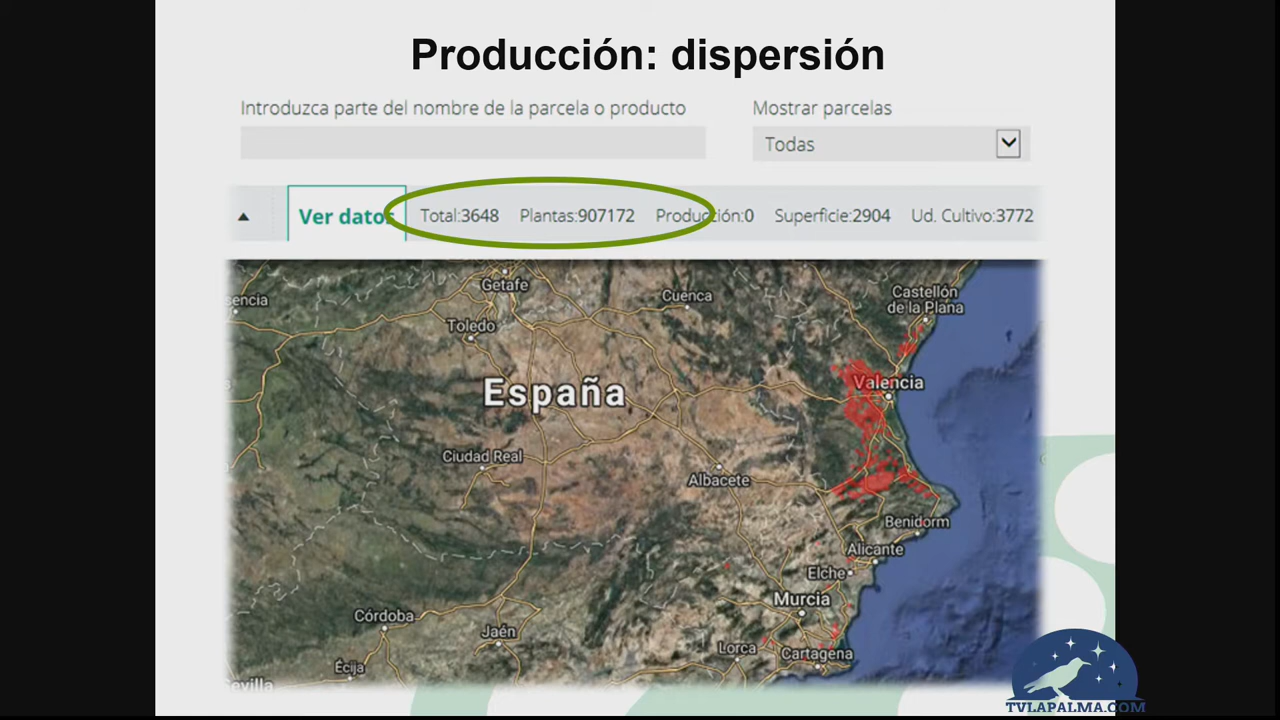 Producción: dispersión
Introduzca parte del nombre de la parcela o producto
Mostrar parcelas
Todas
Ver datos
Total:3648 Plantas:907172 Producción:0 Superficie:2904 Ud. Cultivo:3772
Getafe
sencia
Cuenca
Castellón
de la Plana
Toledo
Valencia
España
Ciudad Real
Albacete
Benidorm
Alicante
Elche
Murcia
Córdoba
Jaén
Lorca
Cartagena
Écija
Sevilla
TVLAPALMA.COM